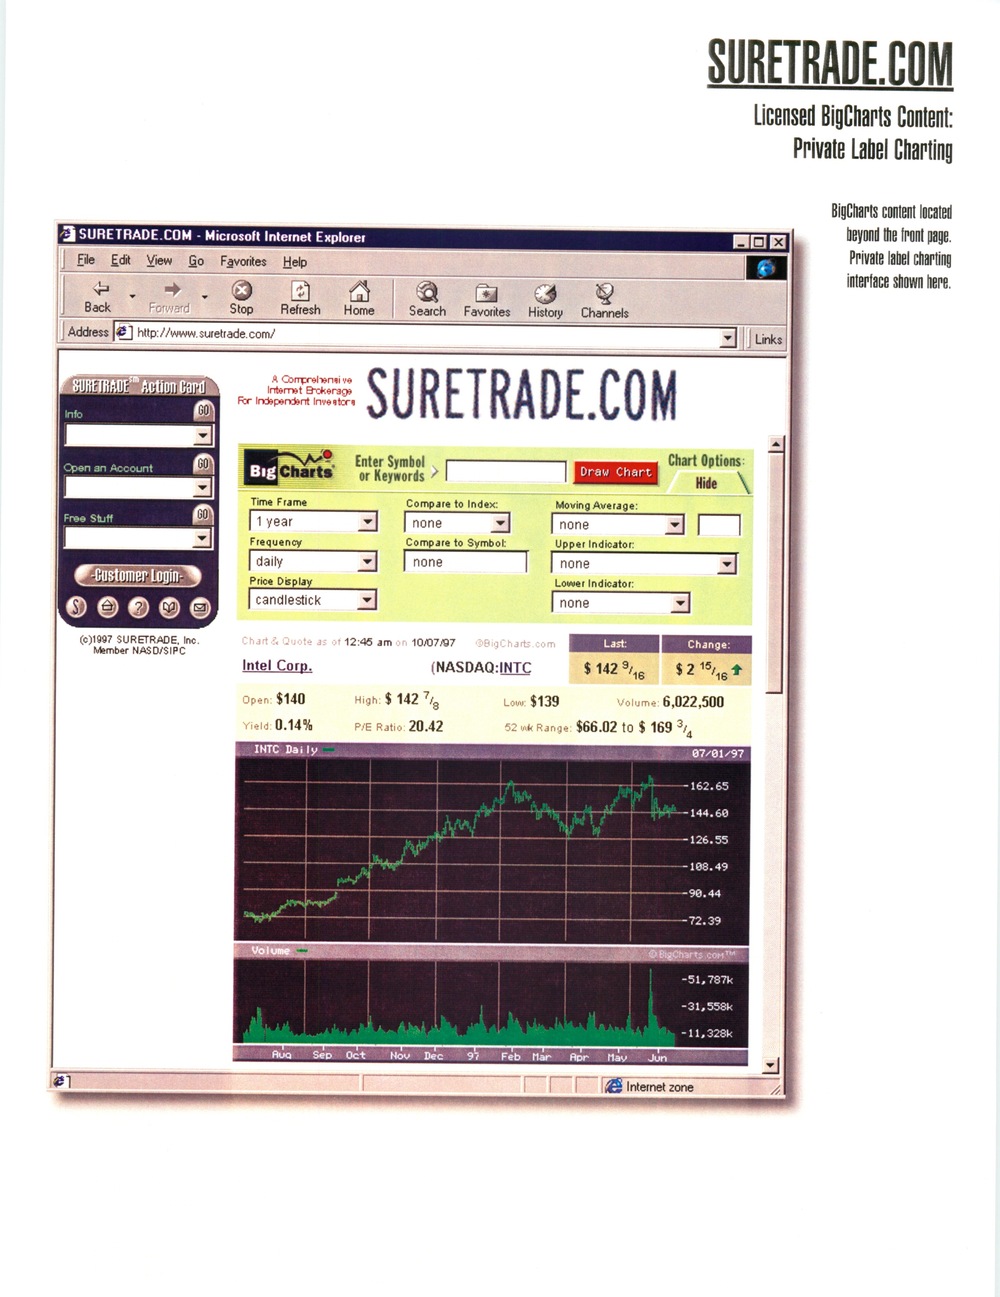 SURETRADE.COM
Licensed BigCharts Content:
Private Label Charting
BigCharts content located
beyond the front page.
Private label charting
interface shown here.
SURETRADE.COM - Microsoft Internet Explorer
File Edit View Go Favorites Help
Back Forward Stop Refresh Home Search Favorites History Channels
Address http://www.suretrade.com/ Links
SURETRADE℠ Action Card
Info GO
Open an Account GO
Free Stuff GO
-Customer Login-
(c)1997 SURETRADE, Inc.
Member NASD/SIPC
A Comprehensive
Internet Brokerage
For Independent Investors
SURETRADE.COM
BigCharts
Enter Symbol
or Keywords >
Draw Chart
Chart Options:
Hide
Time Frame
1 year
Frequency
daily
Price Display
candlestick
Compare to Index:
none
Compare to Symbol:
none
Moving Average:
none
Upper Indicator:
none
Lower Indicator:
none
Chart & Quote as of 12:45 am on 10/07/97 ©BigCharts.com
Last: Change:
Intel Corp. (NASDAQ:INTC $ 142 9/16 $ 2 15/16
Open: $140 High: $ 142 7/8 Low: $139 Volume: 6,022,500
Yield: 0.14% P/E Ratio: 20.42 52 wk Range: $66.02 to $ 169 3/4
INTC Daily 07/01/97
-162.65
-144.60
-126.55
-108.49
-90.44
-72.39
Volume ©BigCharts.com™
-51,787k
-31,558k
-11,328k
Aug Sep Oct Nov Dec 97 Feb Mar Apr May Jun
Internet zone